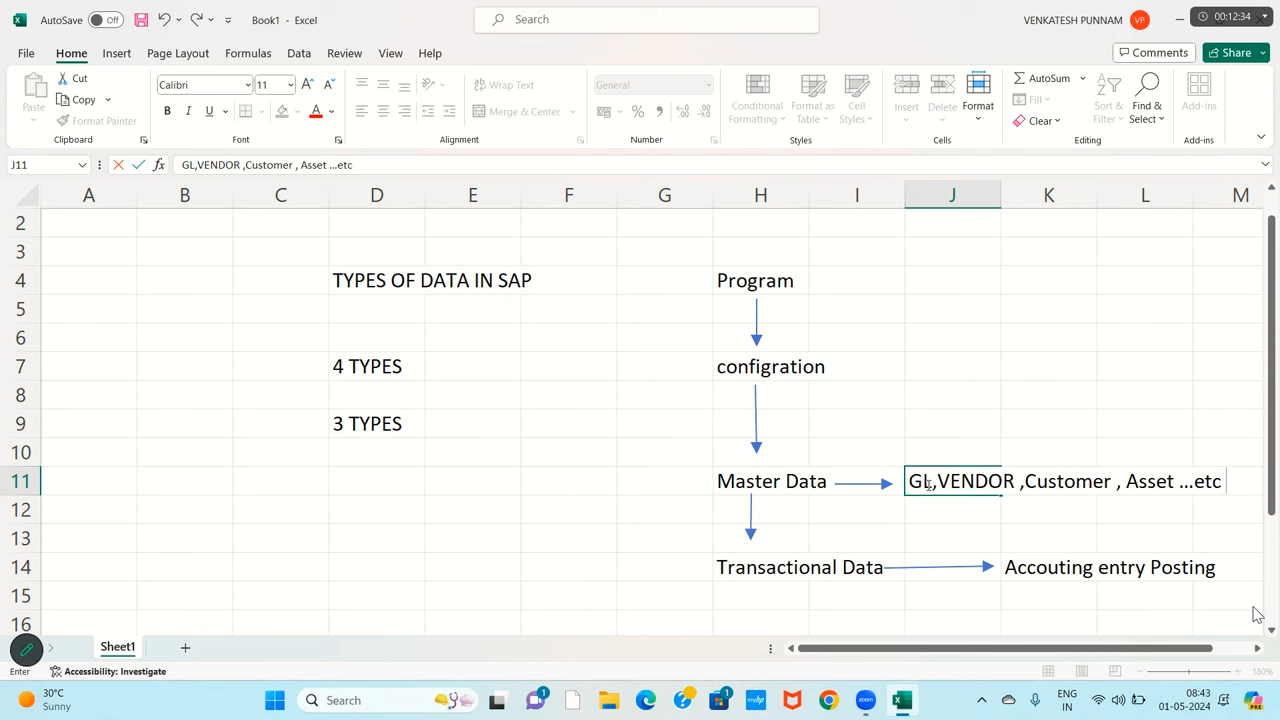 AutoSave Off Book1 - Excel Search VENKATESH PUNNAM VP 00:12:34
File Home Insert Page Layout Formulas Data Review View Help Comments Share
Paste Cut Copy Format Painter Clipboard
Calibri 11 A A B I U A Font
Wrap Text Merge & Center Alignment
General % Number
Conditional Formatting Format as Table Cell Styles Styles
Insert Delete Format Cells
AutoSum Fill Clear Sort & Filter Find & Select Editing
Add-ins Add-ins
J11 fx GL,VENDOR ,Customer , Asset ...etc
A B C D E F G H I J K L M
2
3
4 TYPES OF DATA IN SAP Program
5
6
7 4 TYPES configration
8
9 3 TYPES
10
11 Master Data GL,VENDOR ,Customer , Asset ...etc
12
13
14 Transactional Data Accouting entry Posting
15
16
Sheet1
Enter Accessibility: Investigate 180%
30°C
Sunny
Search 1 1 zoom ENG
IN 08:43
01-05-2024 PRE